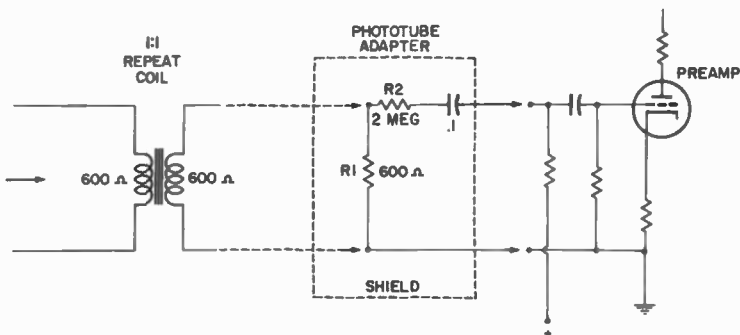 1:1
REPEAT
COIL
PHOTOTUBE
ADAPTER
PREAMP
R2
2 MEG
.1
600 Ω
600 Ω
R1
600 Ω
SHIELD
+